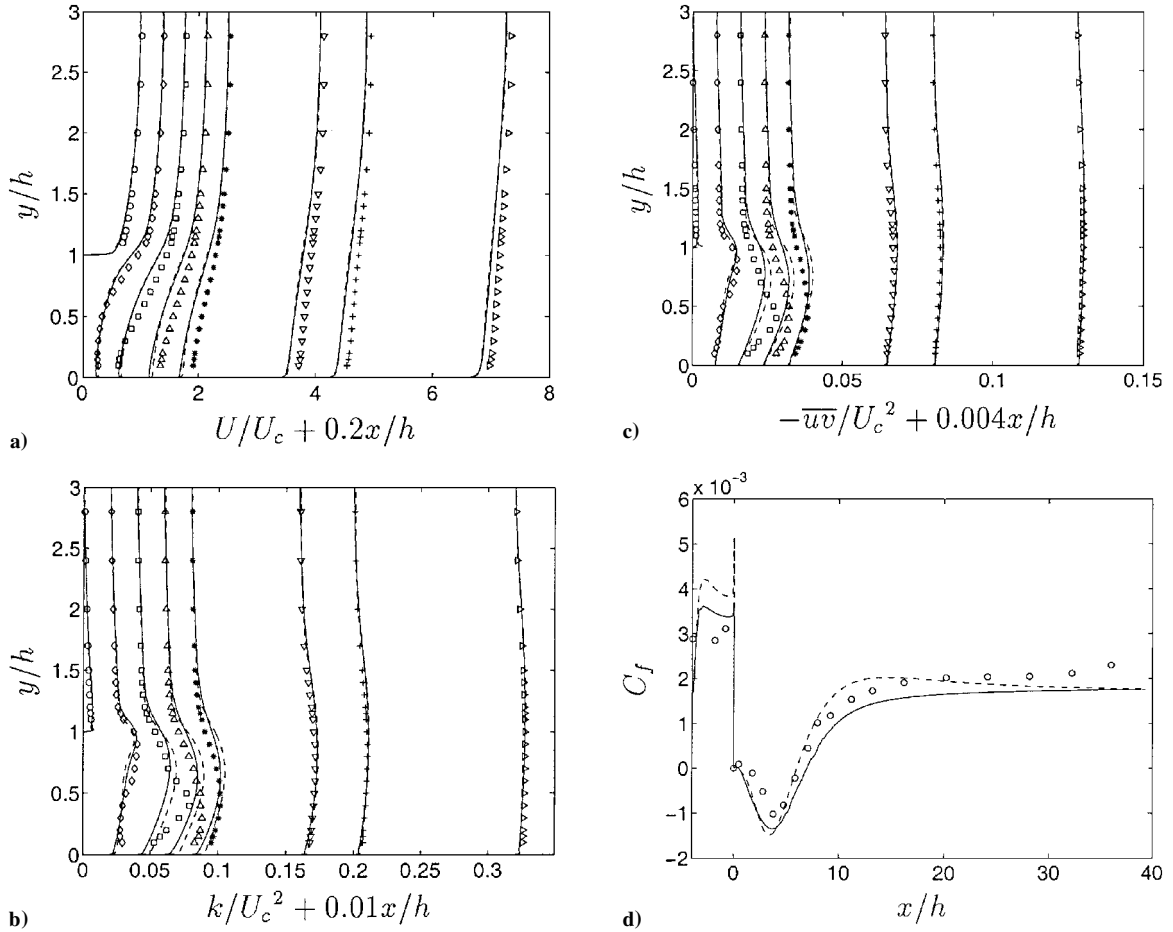 3
2.5
2
1.5
1
0.5
0
y/h
0 2 4 6 8
a) U/U_c + 0.2x/h
3
2.5
2
1.5
1
0.5
0
y/h
0 0.05 0.1 0.15
c) −\overline{uv}/U_c² + 0.004x/h
3
2.5
2
1.5
1
0.5
0
y/h
0 0.05 0.1 0.15 0.2 0.25 0.3
b) k/U_c² + 0.01x/h
× 10⁻³
6
5
4
3
2
1
0
−1
−2
C_f
0 10 20 30 40
d) x/h